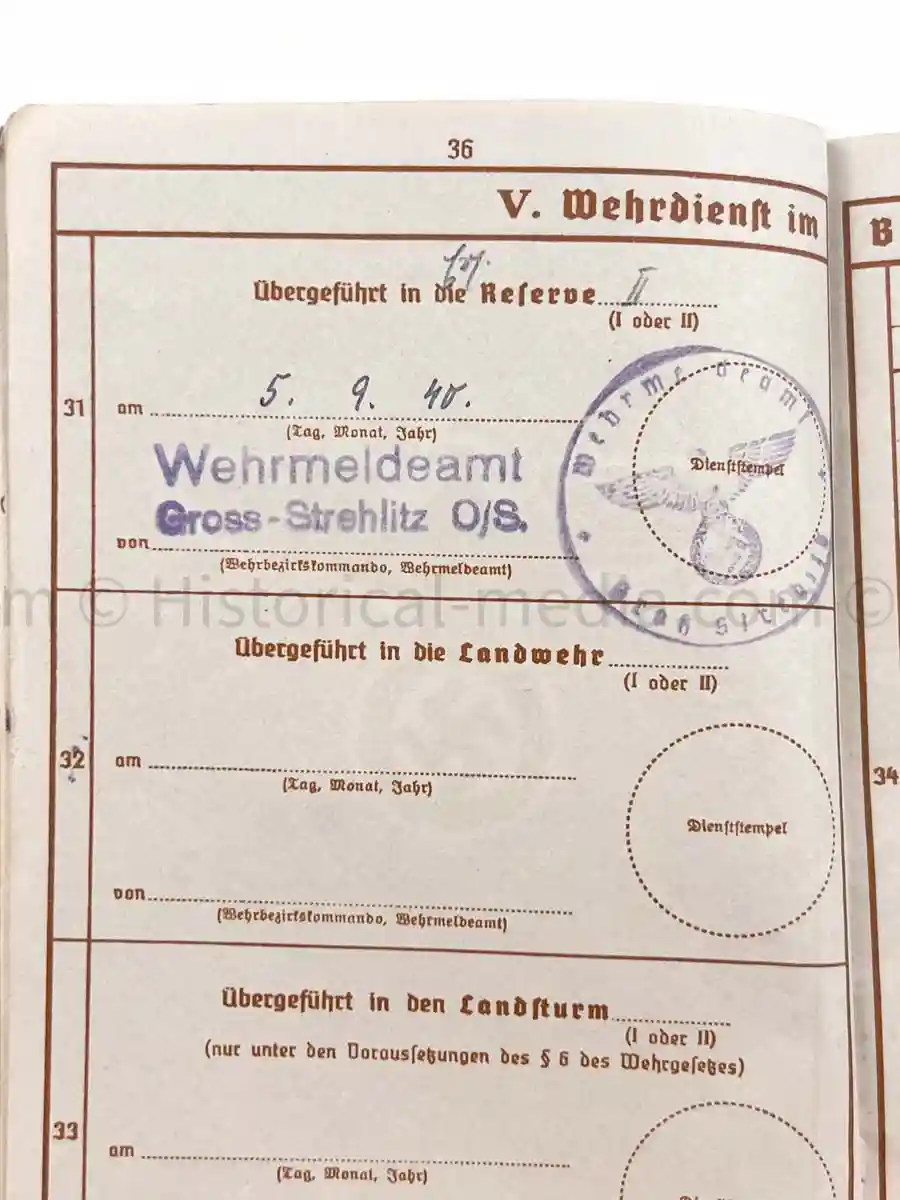 36
V. Wehrdienst im
B
Übergeführt in die Reserve II
(I oder II)
31
am 5. 9. 40.
(Tag, Monat, Jahr)
Wehrmeldeamt
Gross-Strehlitz O/S.
von
(Wehrbezirkskommando, Wehrmeldeamt)
Dienststempel
Wehrmeldeamt
Groß Strehlitz
© Historical-media.com ©
Übergeführt in die Landwehr
(I oder II)
32
am
(Tag, Monat, Jahr)
Dienststempel
34
von
(Wehrbezirkskommando, Wehrmeldeamt)
Übergeführt in den Landsturm
(I oder II)
(nur unter den Voraussetzungen des § 6 des Wehrgesetzes)
33
am
(Tag, Monat, Jahr)